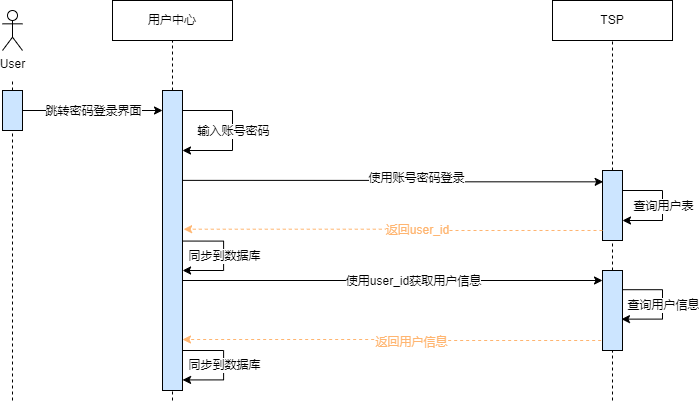 用户中心
TSP
User
跳转密码登录界面
输入账号密码
使用账号密码登录
查询用户表
返回user_id
同步到数据库
使用user_id获取用户信息
查询用户信息
返回用户信息
同步到数据库